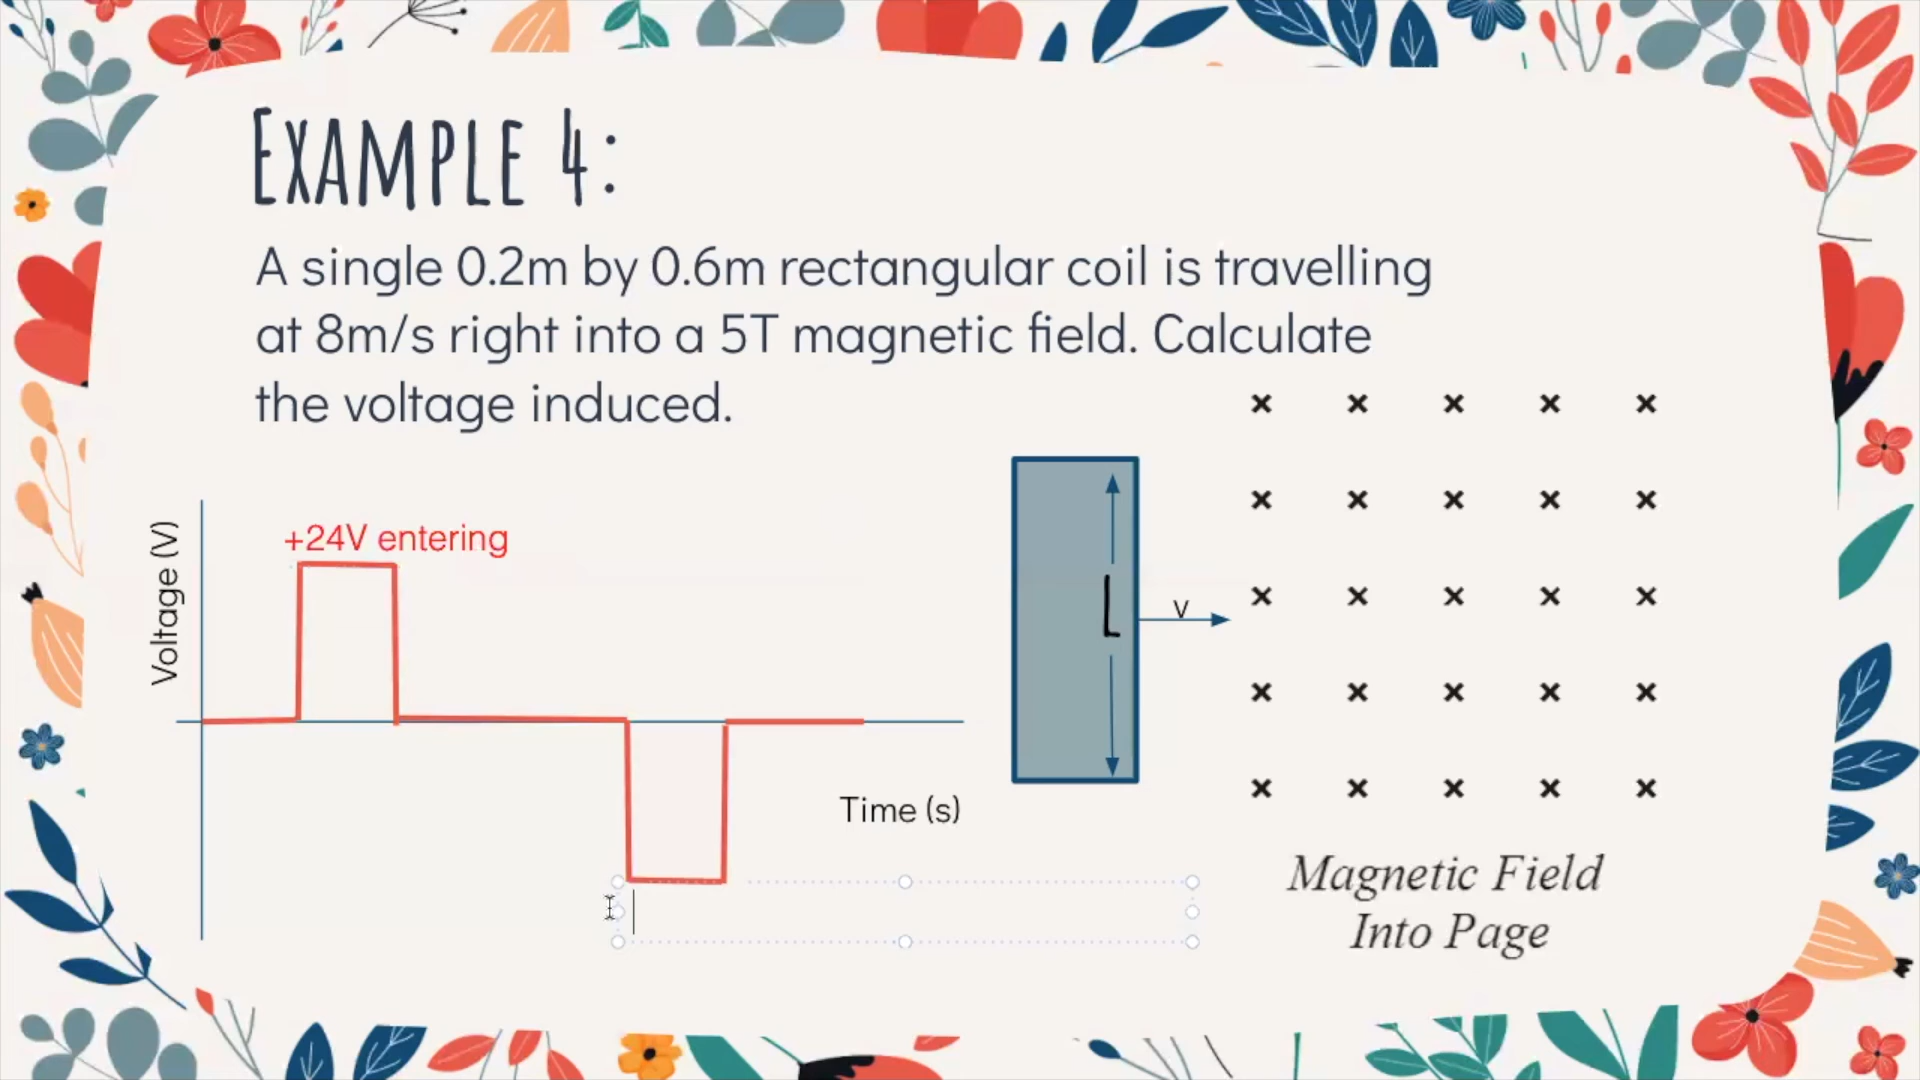 Example 4:
A single 0.2m by 0.6m rectangular coil is travelling
at 8m/s right into a 5T magnetic field. Calculate
the voltage induced.
+24V entering
Voltage (V)
Time (s)
L
v
× × × × ×
× × × × ×
× × × × ×
× × × × ×
× × × × ×
Magnetic Field
Into Page